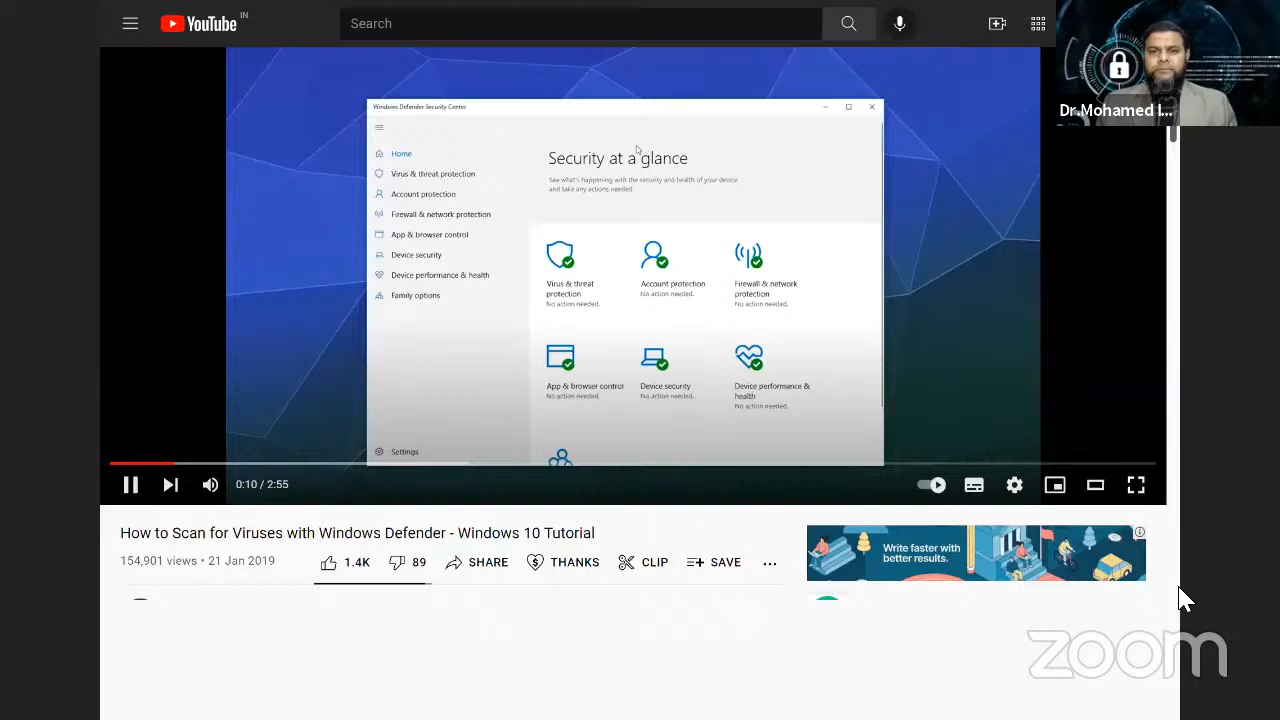 YouTube IN
Search
Dr.Mohamed I...
Windows Defender Security Center
Home
Virus & threat protection
Account protection
Firewall & network protection
App & browser control
Device security
Device performance & health
Family options
Settings
Security at a glance
See what's happening with the security and health of your device
and take any actions needed.
Virus & threat
protection
No action needed.
Account protection
No action needed.
Firewall & network
protection
No action needed.
App & browser control
No action needed.
Device security
No action needed.
Device performance &
health
No action needed.
0:10 / 2:55
How to Scan for Viruses with Windows Defender - Windows 10 Tutorial
154,901 views • 21 Jan 2019
1.4K
89
SHARE
THANKS
CLIP
SAVE
Write faster with
better results.
zoom